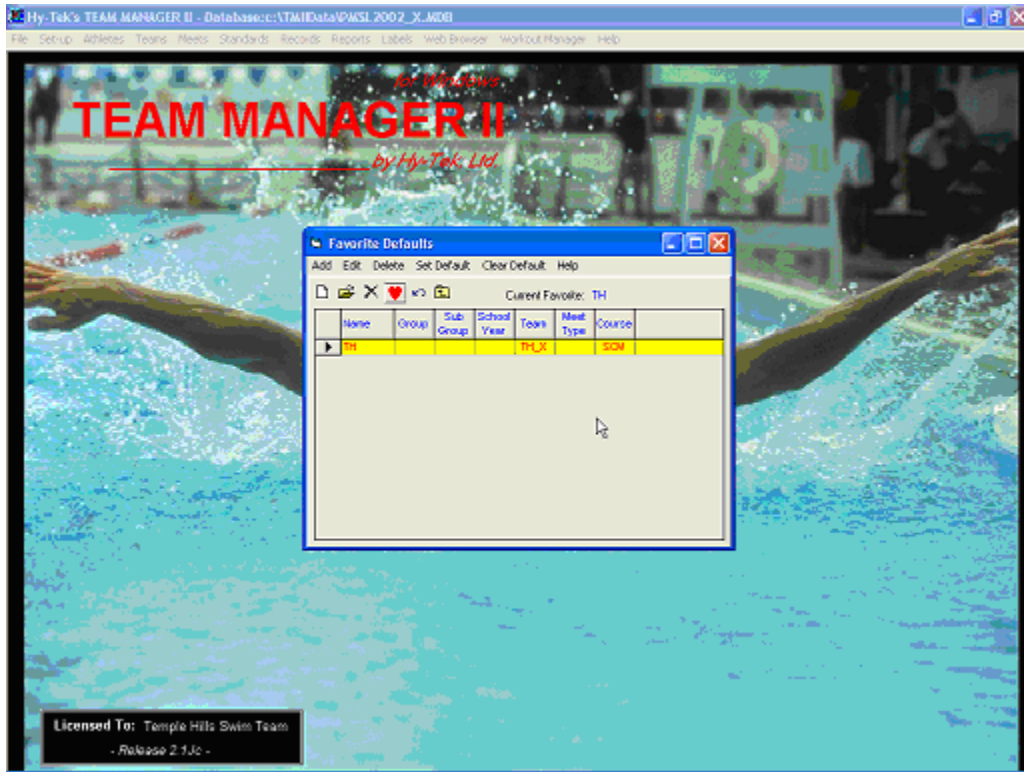 Hy-Tek's TEAM MANAGER II - Database:c:\TMIIData\PMSL2002_X.MDB
File Set-up Athletes Teams Meets Standards Records Reports Labels Web Browser Workout Manager Help
for Windows
TEAM MANAGER II
by Hy-Tek Ltd
Favorite Defaults
Add Edit Delete Set Default Clear Default Help
Current Favorite: TH
Name Group Sub Group School Year Team Meet Type Course
TH TH_X SCM
Licensed To: Temple Hills Swim Team
- Release 2.1Jc -